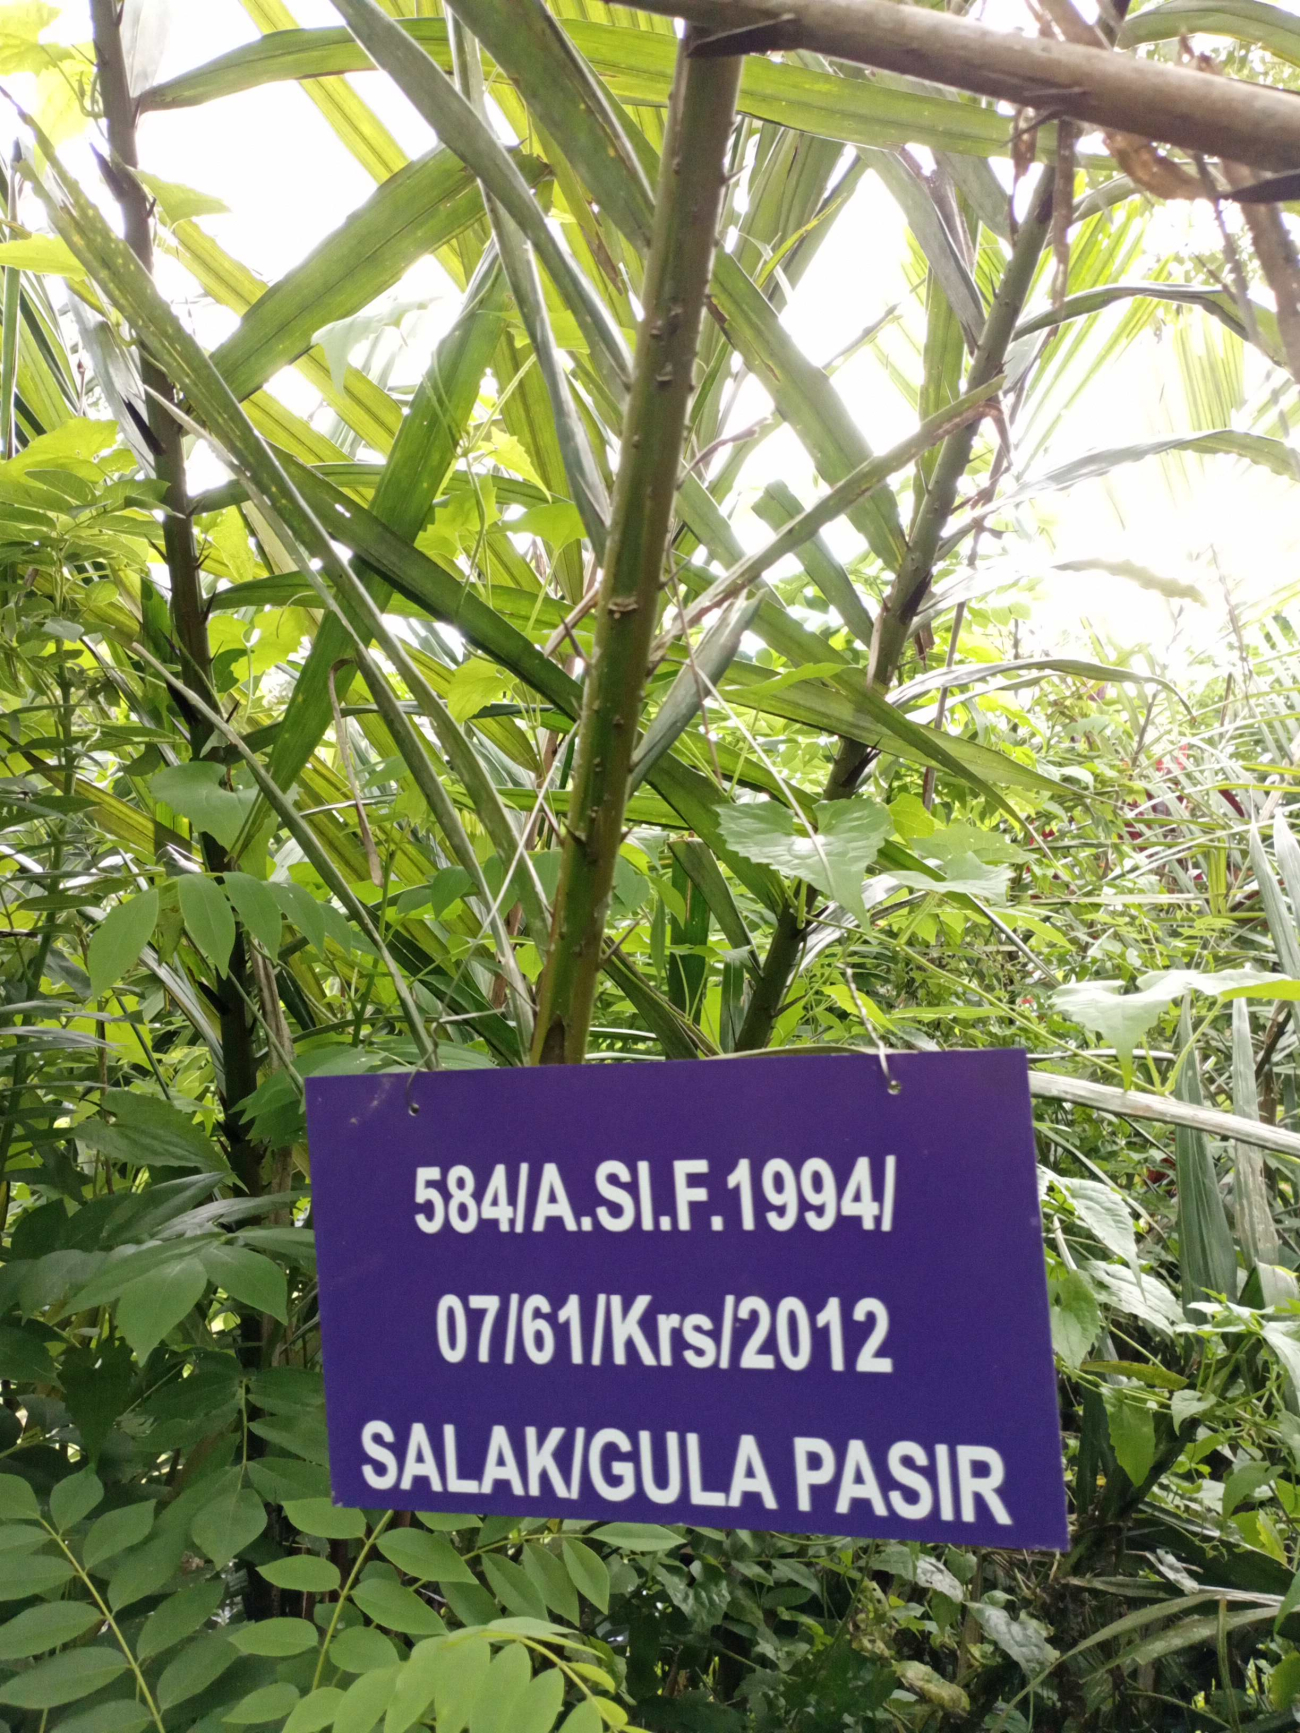 584/A.SI.F.1994/
07/61/Krs/2012
SALAK/GULA PASIR